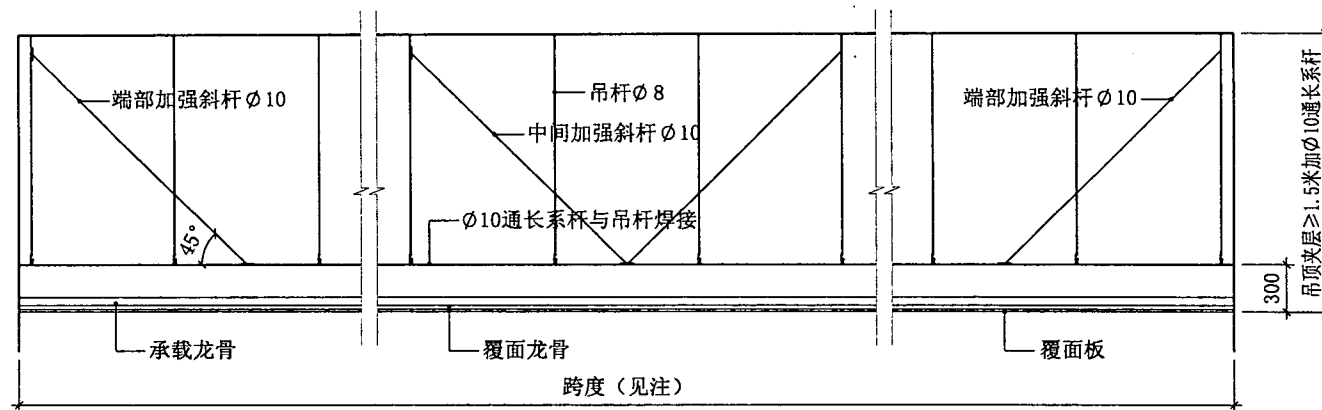 端部加强斜杆Ø10
吊杆Ø8
中间加强斜杆Ø10
端部加强斜杆Ø10
Ø10通长系杆与吊杆焊接
45°
300
吊顶夹层≥1.5米加Ø10通长系杆
承载龙骨
覆面龙骨
覆面板
跨度（见注）